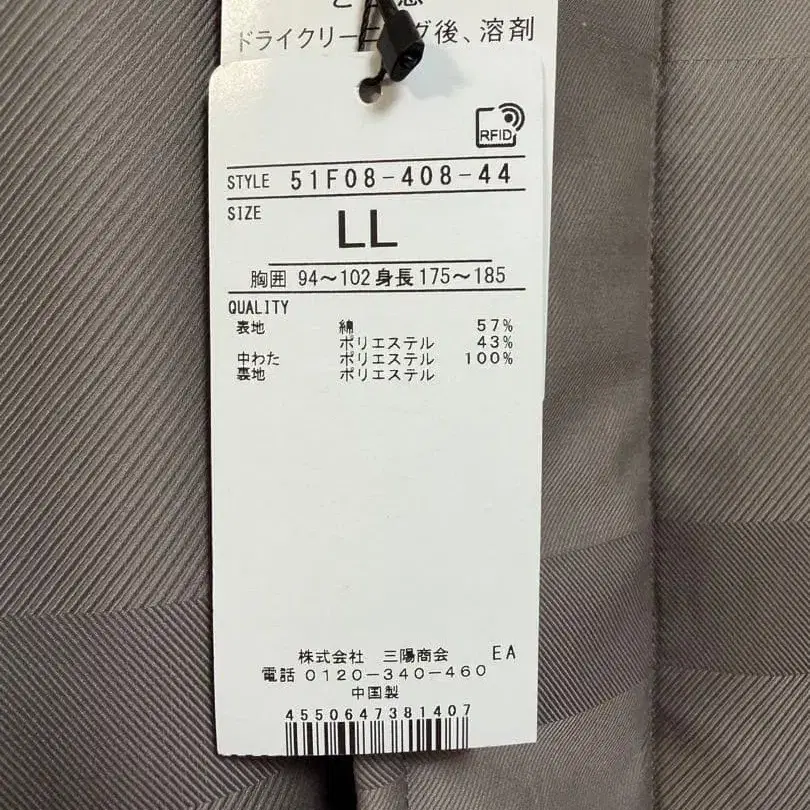 ドライクリーニング後、溶剤
RFID
STYLE 51F08-408-44
SIZE
LL
胸囲 94～102 身長 175～185
QUALITY
表地 綿 57%
ポリエステル 43%
中わた ポリエステル 100%
裏地 ポリエステル
株式会社 三陽商会 EA
電話 0120-340-460
中国製
4550647381407